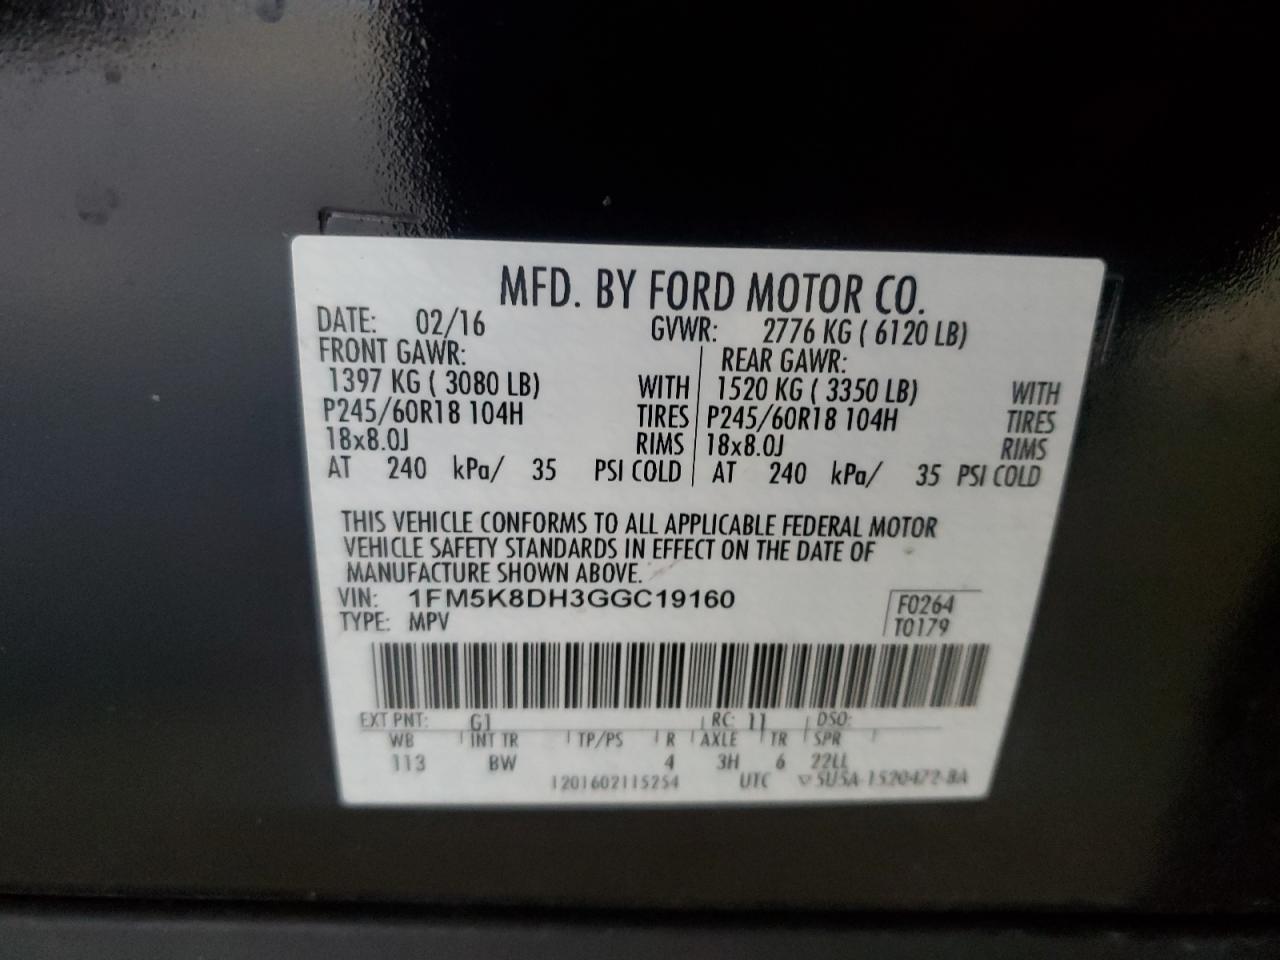 MFD. BY FORD MOTOR CO.
DATE: 02/16 GVWR: 2776 KG ( 6120 LB)
FRONT GAWR: REAR GAWR:
1397 KG ( 3080 LB) WITH 1520 KG ( 3350 LB) WITH
P245/60R18 104H TIRES P245/60R18 104H TIRES
18x8.0J RIMS 18x8.0J RIMS
AT 240 kPa/ 35 PSI COLD AT 240 kPa/ 35 PSI COLD
THIS VEHICLE CONFORMS TO ALL APPLICABLE FEDERAL MOTOR
VEHICLE SAFETY STANDARDS IN EFFECT ON THE DATE OF
MANUFACTURE SHOWN ABOVE.
VIN: 1FM5K8DH3GGC19160 F0264
TYPE: MPV T0179
EXT PNT: G1 RC: 11 DSO:
WB INT TR TP/PS R AXLE TR SPR
113 BW 4 3H 6 22LL
1201602115254 UTC 5U5A-1520472-BA